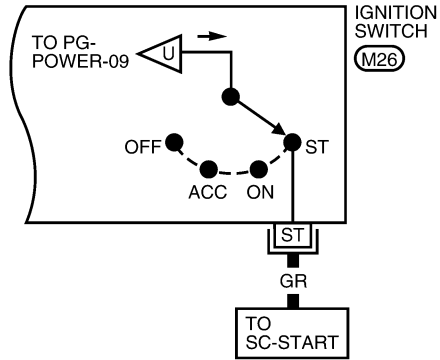 IGNITION
SWITCH
M26
TO PG-
POWER-09
U
OFF
ACC
ON
ST
ST
GR
TO
SC-START